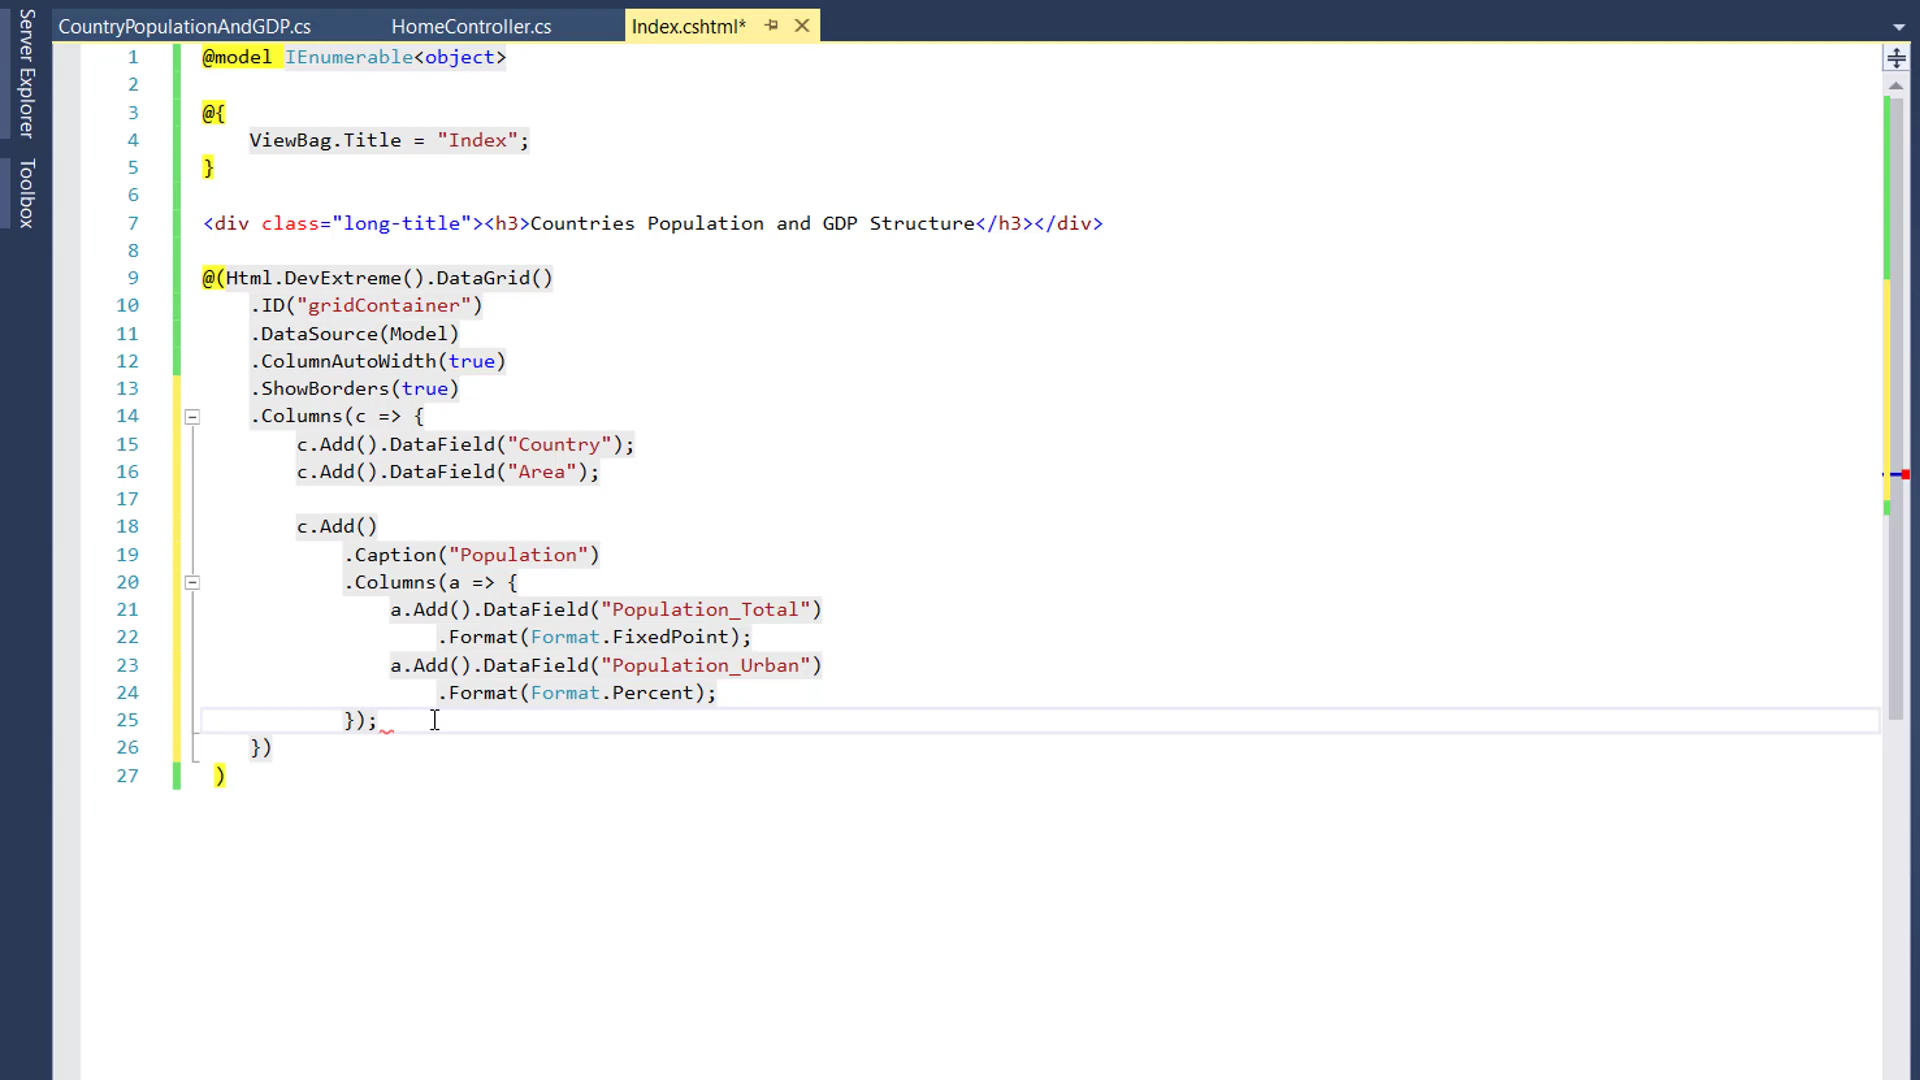 CountryPopulationAndGDP.cs HomeController.cs Index.cshtml*
Server Explorer
Toolbox
1 @model IEnumerable<object>
2
3 @{
4 ViewBag.Title = "Index";
5 }
6
7 <div class="long-title"><h3>Countries Population and GDP Structure</h3></div>
8
9 @(Html.DevExtreme().DataGrid()
10 .ID("gridContainer")
11 .DataSource(Model)
12 .ColumnAutoWidth(true)
13 .ShowBorders(true)
14 .Columns(c => {
15 c.Add().DataField("Country");
16 c.Add().DataField("Area");
17
18 c.Add()
19 .Caption("Population")
20 .Columns(a => {
21 a.Add().DataField("Population_Total")
22 .Format(Format.FixedPoint);
23 a.Add().DataField("Population_Urban")
24 .Format(Format.Percent);
25 });
26 })
27 )